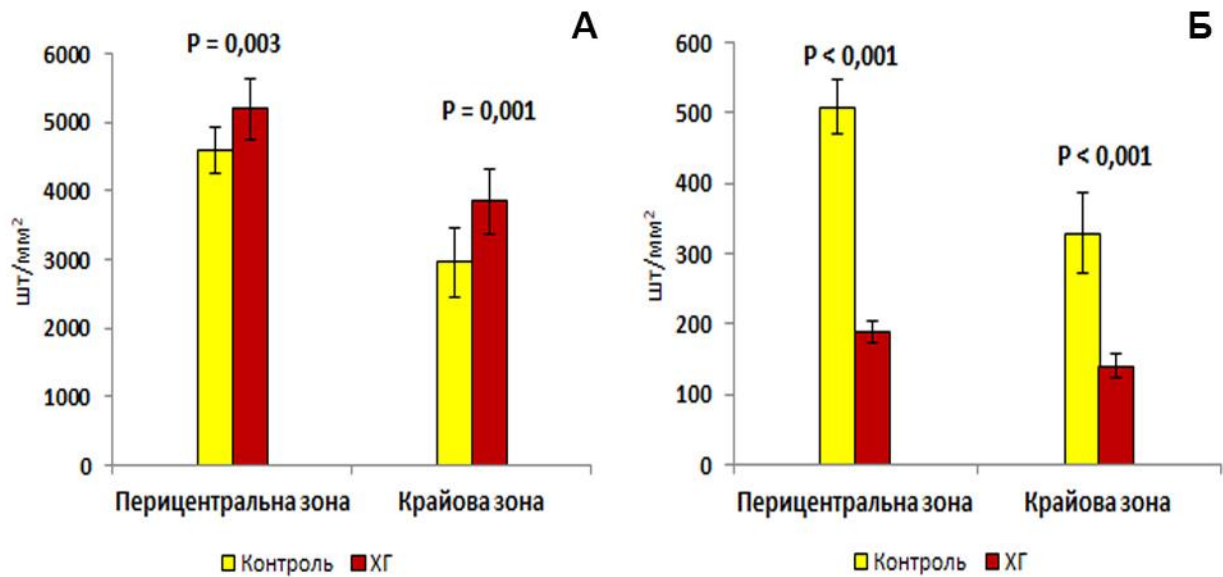 А
P = 0,003
P = 0,001
6000
5000
4000
3000
2000
1000
0
шт/мм²
Перицентральна зона
Крайова зона
Контроль
ХГ
Б
P < 0,001
P < 0,001
600
500
400
300
200
100
0
шт/мм²
Перицентральна зона
Крайова зона
Контроль
ХГ